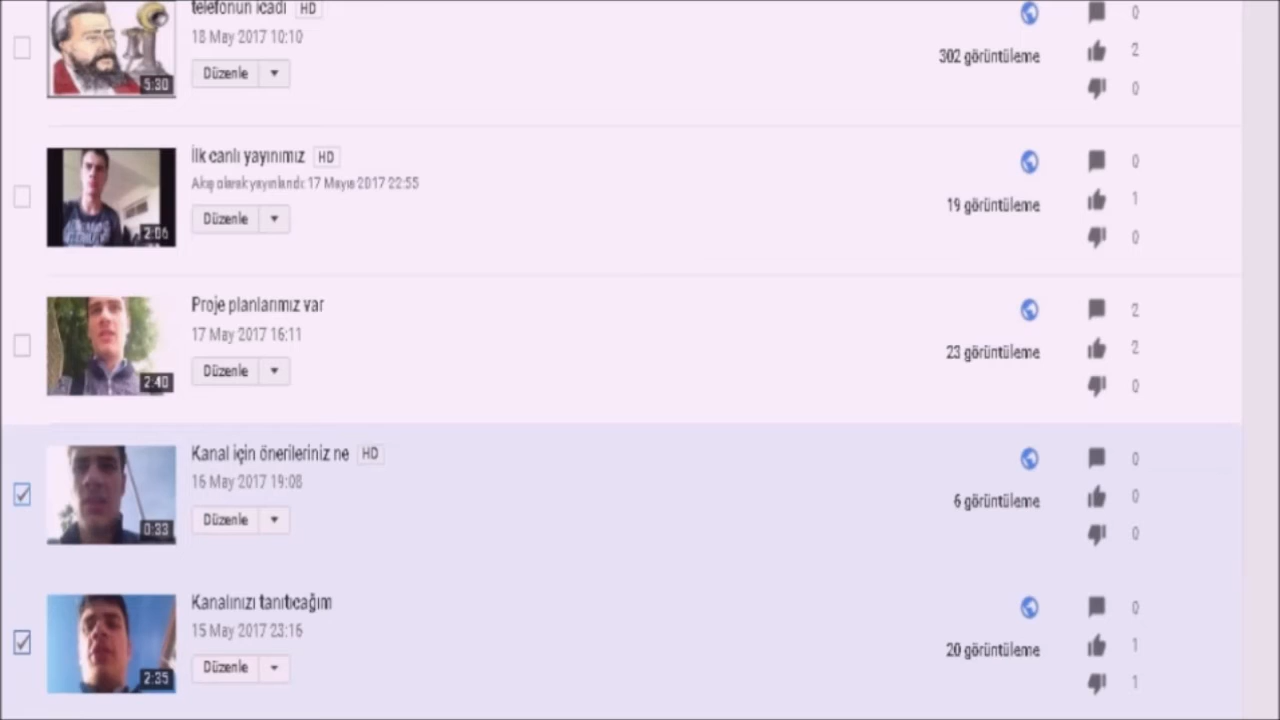 telefonun icadı HD
18 May 2017 10:10
Düzenle
5:30
302 görüntüleme
0
2
0
İlk canlı yayınımız HD
Akış olarak yayınlandı: 17 Mayıs 2017 22:55
Düzenle
2:06
19 görüntüleme
0
1
0
Proje planlarımız var
17 May 2017 16:11
Düzenle
2:40
23 görüntüleme
2
2
0
Kanal için önerileriniz ne HD
16 May 2017 19:08
Düzenle
0:33
6 görüntüleme
0
0
0
Kanalınızı tanıtıcağım
15 May 2017 23:16
Düzenle
2:35
20 görüntüleme
0
1
1